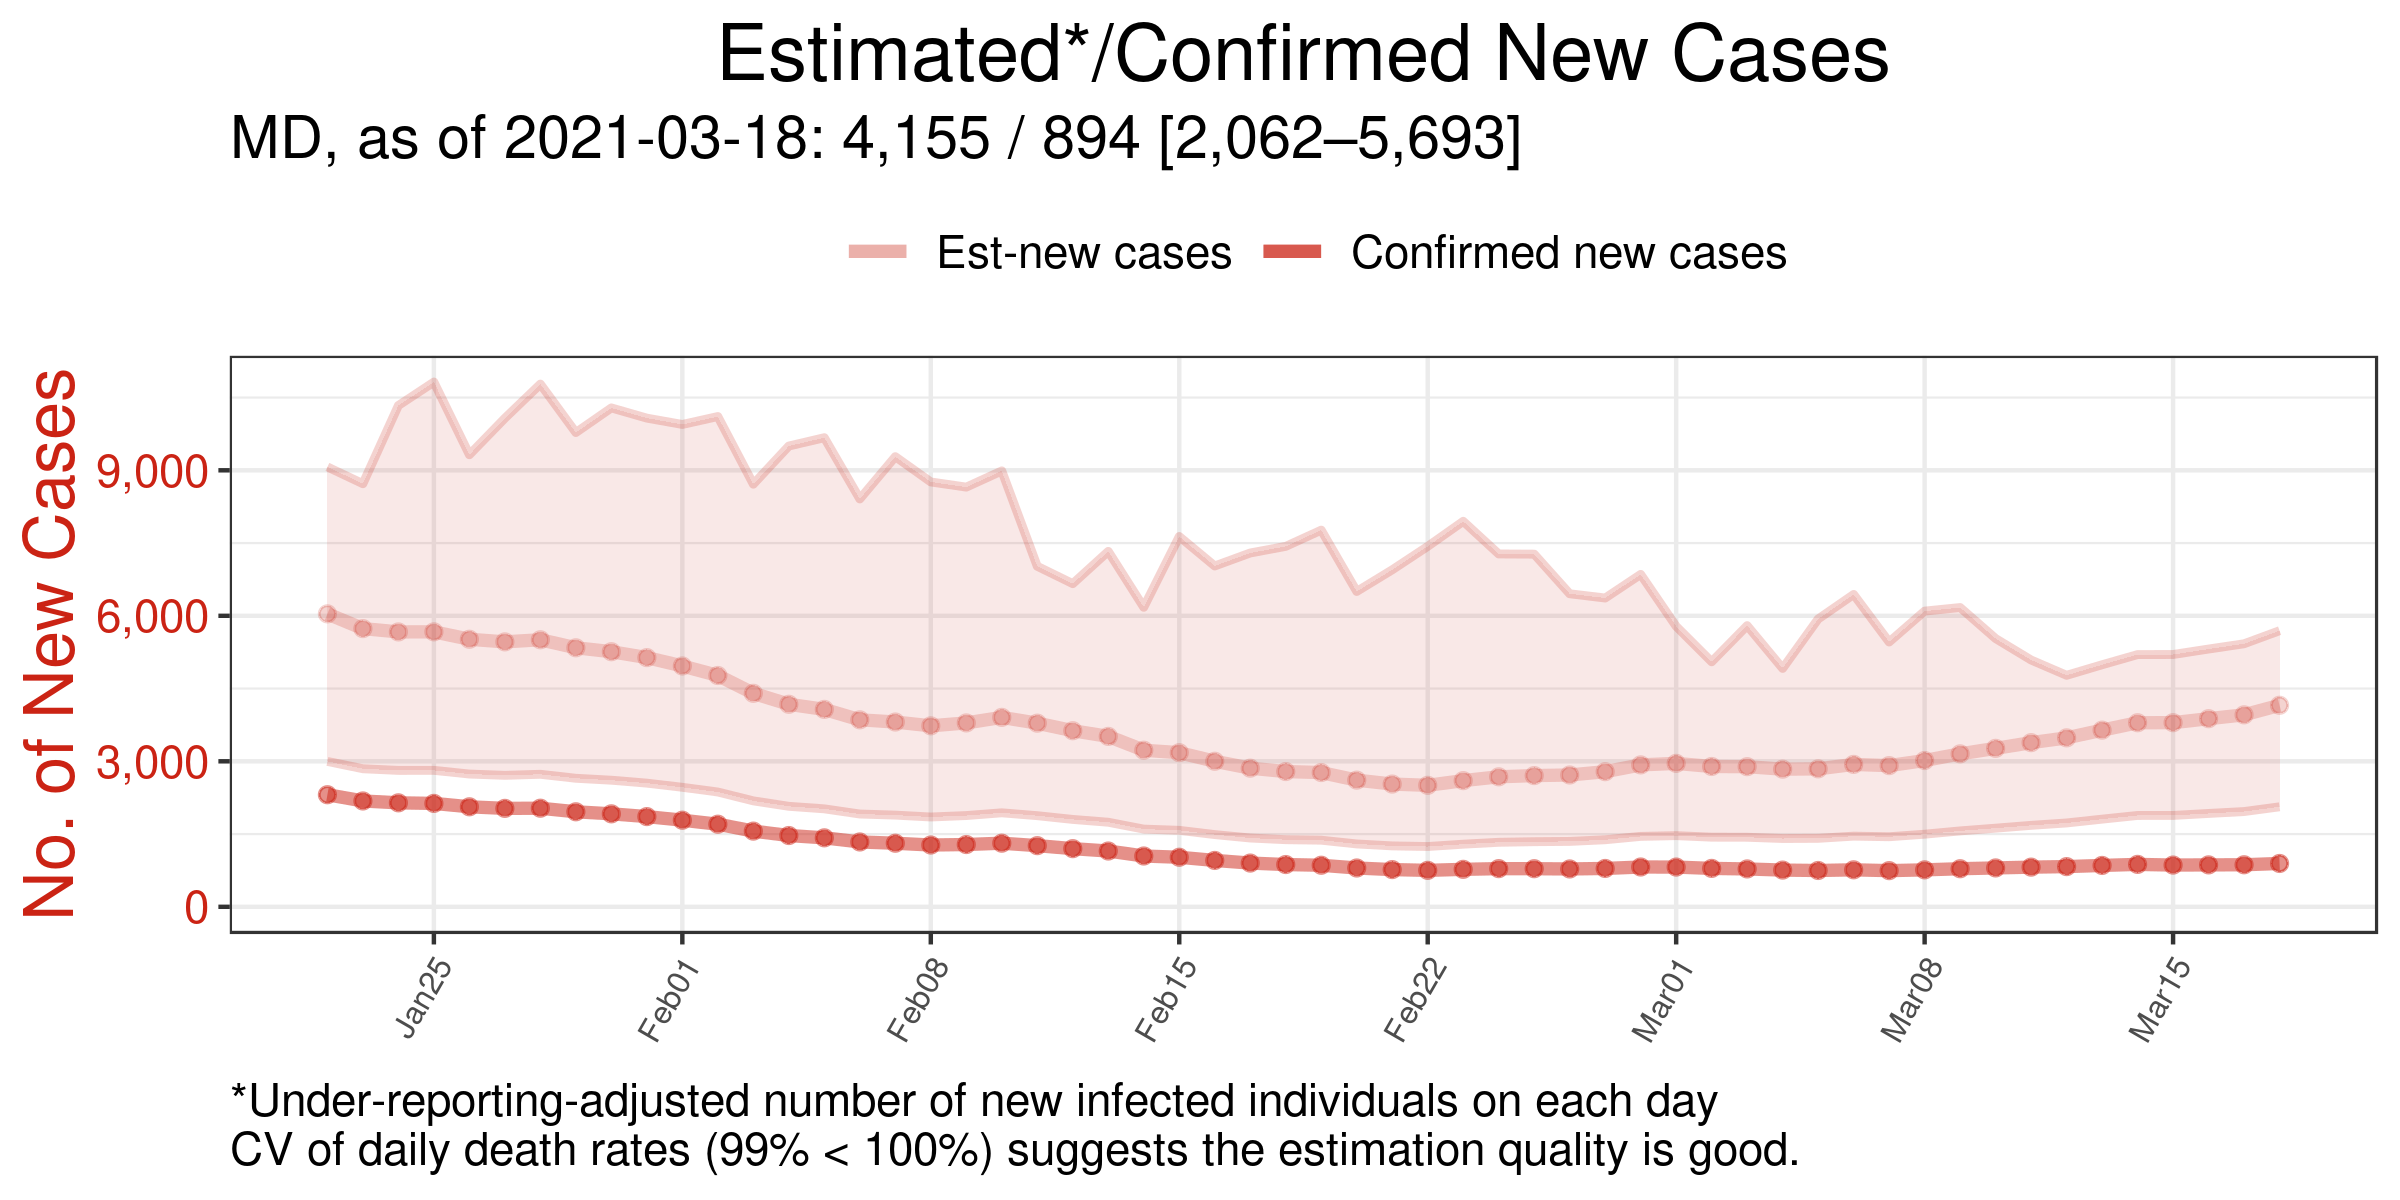 Estimated*/Confirmed New Cases
MD, as of 2021-03-18: 4,155 / 894 [2,062–5,693]
Est-new cases
Confirmed new cases
No. of New Cases
9,000
6,000
3,000
0
Jan25
Feb01
Feb08
Feb15
Feb22
Mar01
Mar08
Mar15
*Under-reporting-adjusted number of new infected individuals on each day
CV of daily death rates (99% < 100%) suggests the estimation quality is good.